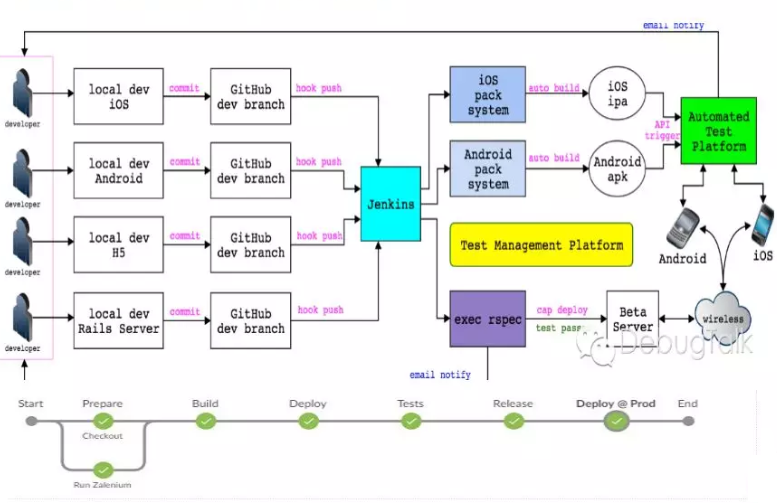 email notify
developer
local dev
iOS
commit
GitHub
dev branch
hook push
iOS
pack
system
auto build
iOS
ipa
API
trigger
Automated
Test
Platform
developer
local dev
Android
commit
GitHub
dev branch
hook push
Jenkins
Android
pack
system
auto build
Android
apk
developer
local dev
H5
commit
GitHub
dev branch
hook push
Test Management Platform
Android
iOS
developer
local dev
Rails Server
commit
GitHub
dev branch
hook push
exec rspec
cap deploy
test pass
Beta
Server
wireless
DebugTalk
email notify
Start
Prepare
Build
Deploy
Tests
Release
Deploy @ Prod
End
Checkout
Run Zalenium